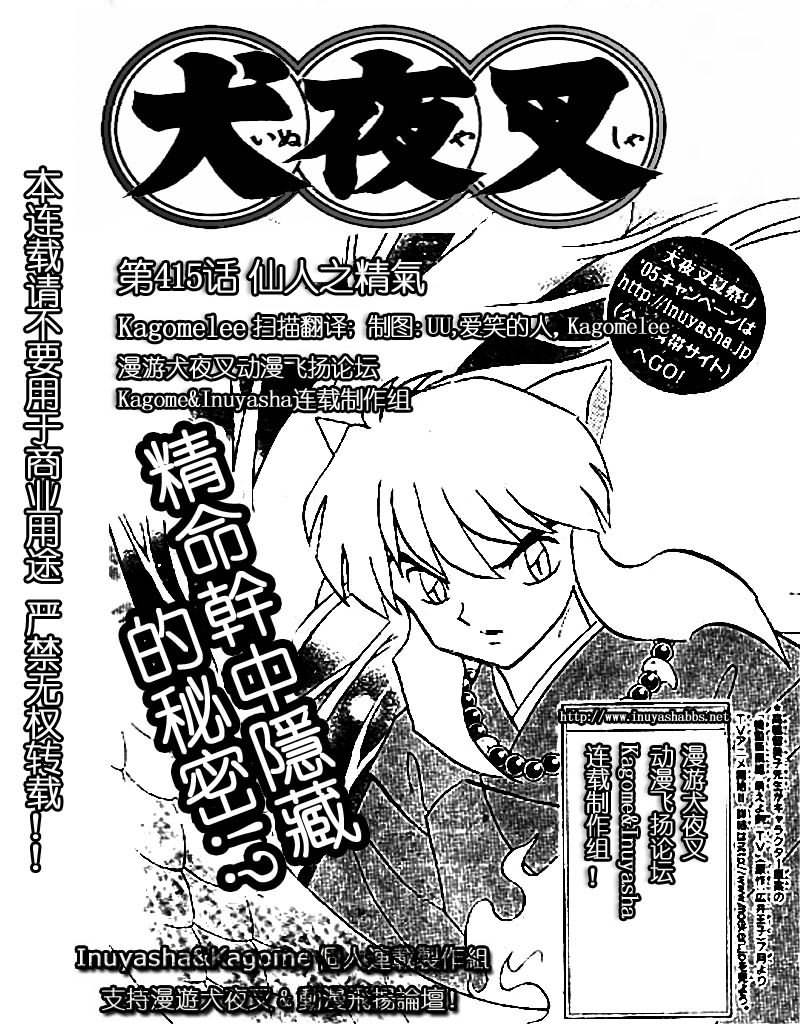 犬夜叉
いぬ や しゃ
第415话 仙人之精氣
Kagomelee 扫描翻译; 制图:UU,爱笑的人, Kagomelee
漫游犬夜叉动漫飞扬论坛
Kagome&Inuyasha连载制作组
犬夜叉夏祭り
'05キャンペーンは
http://inuyasha.jp
サイト)
へGO!
本连载请不要用于商业用途 严禁无权转载!!
精命幹中隱藏
的秘密!?
http://www.inuyashabbs.net
漫游犬夜叉
动漫飞扬论坛
Kagome&Inuyasha
连载制作组!
Inuyasha&Kagome 個人連載製作組
支持漫遊犬夜叉&動漫飛揚論壇!